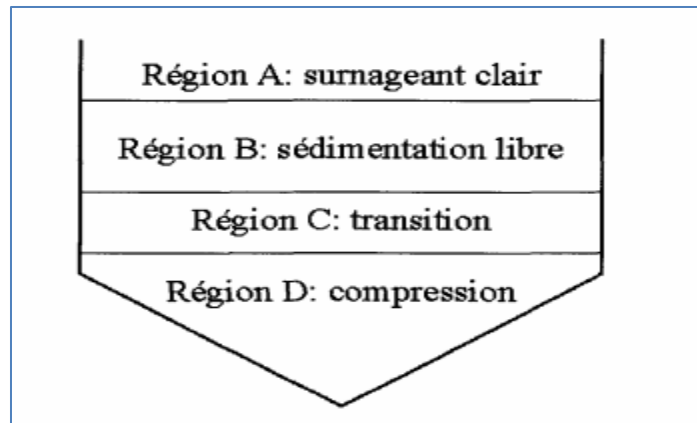 Région A: surnageant clair
Région B: sédimentation libre
Région C: transition
Région D: compression